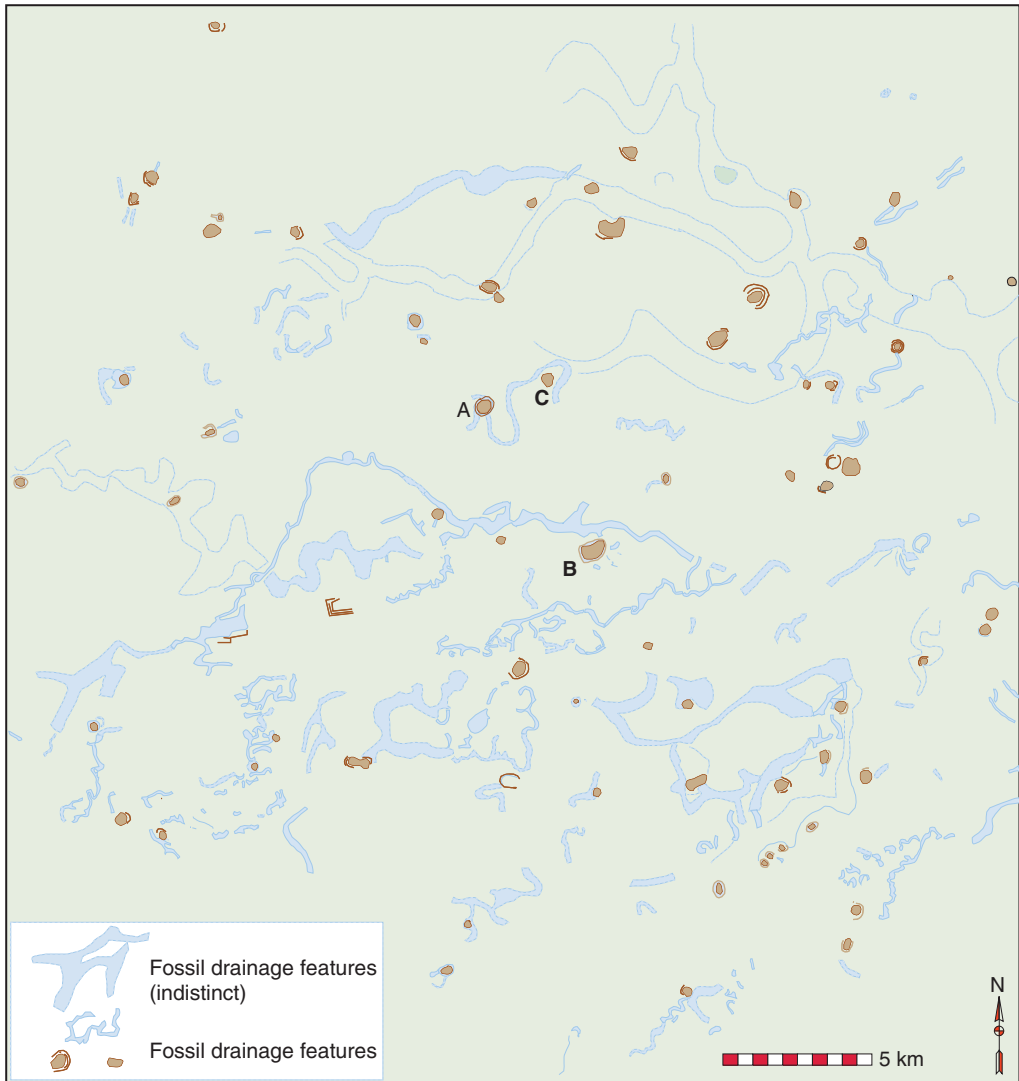 A
C
B
Fossil drainage features
(indistinct)
Fossil drainage features
N
5 km